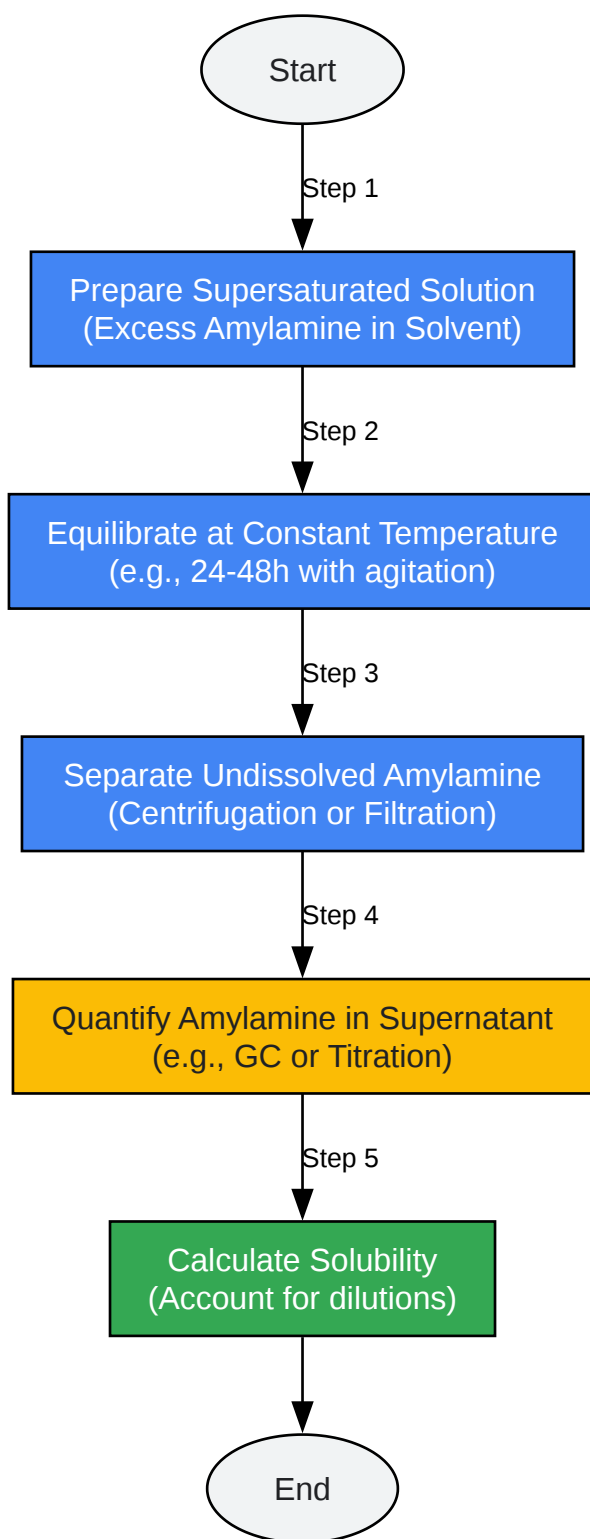 Start
Step 1
Prepare Supersaturated Solution
(Excess Amylamine in Solvent)
Step 2
Equilibrate at Constant Temperature
(e.g., 24-48h with agitation)
Step 3
Separate Undissolved Amylamine
(Centrifugation or Filtration)
Step 4
Quantify Amylamine in Supernatant
(e.g., GC or Titration)
Step 5
Calculate Solubility
(Account for dilutions)
End